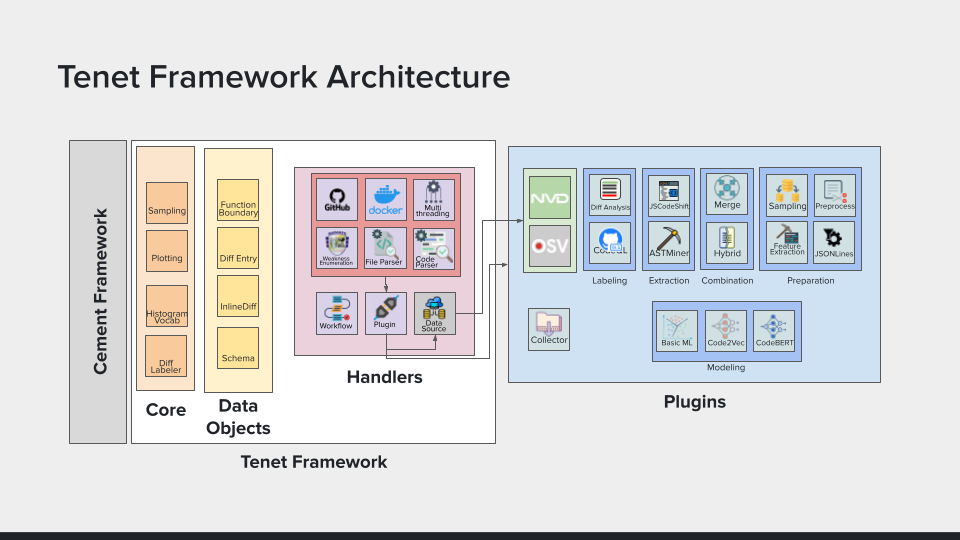 Tenet Framework Architecture
Cement Framework
Sampling
Plotting
Histogram
Vocab
Diff
Labeler
Core
Function
Boundary
Diff Entry
InlineDiff
Schema
Data
Objects
GitHub
docker
Multi
threading
Weakness
Enumeration
File Parser
Code
Parser
Workflow
Plugin
Data
Source
Handlers
Tenet Framework
NVD
OSV
Diff Analysis
CodeQL
Labeling
JSCodeShift
ASTMiner
Extraction
Merge
Hybrid
Combination
Sampling
Preprocess
Feature
Extraction
JSONLines
Preparation
Collector
Basic ML
Code2Vec
CodeBERT
Modeling
Plugins